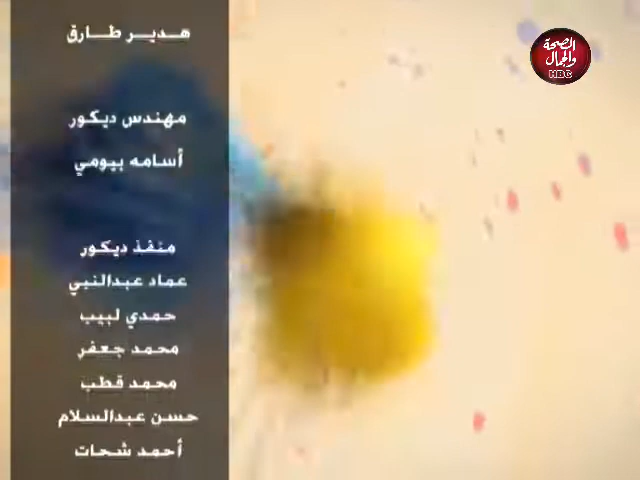 هدير طارق
الصحة
والجمال
HBC
مهندس ديكور
أسامه بيومي
منفذ ديكور
عماد عبدالنبي
حمدي لبيب
محمد جعفر
محمد قطب
حسن عبدالسلام
أحمد شحات